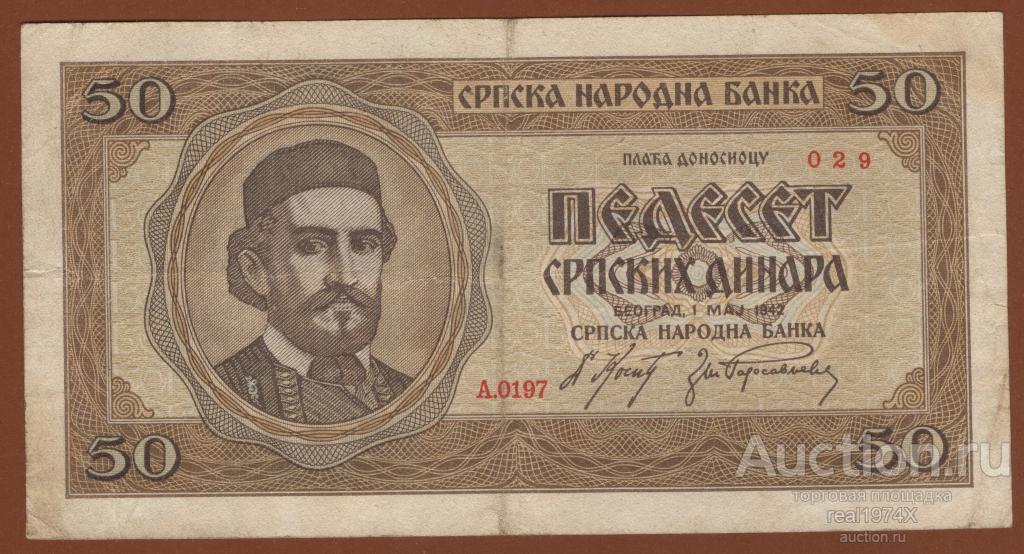 50
СРПСКА НАРОДНА БАНКА
50
ПЛАЋА ДОНОСИОЦУ 029
ПЕДЕСЕТ
СРПСКИХ ДИНАРА
БЕОГРАД, 1 МАЈ 1942
СРПСКА НАРОДНА БАНКА
А.0197
50
50
Auction.ru
торговая площадка
real1974X
auction.ru